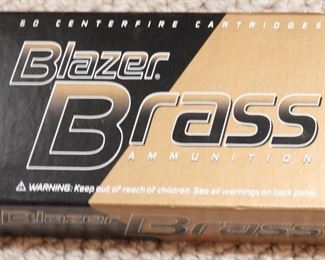 50 CENTERFIRE CARTRIDGES
Blazer®
Brass
AMMUNITION
⚠ WARNING: Keep out of reach of children. See all warnings on back panel.
Blazer Brass